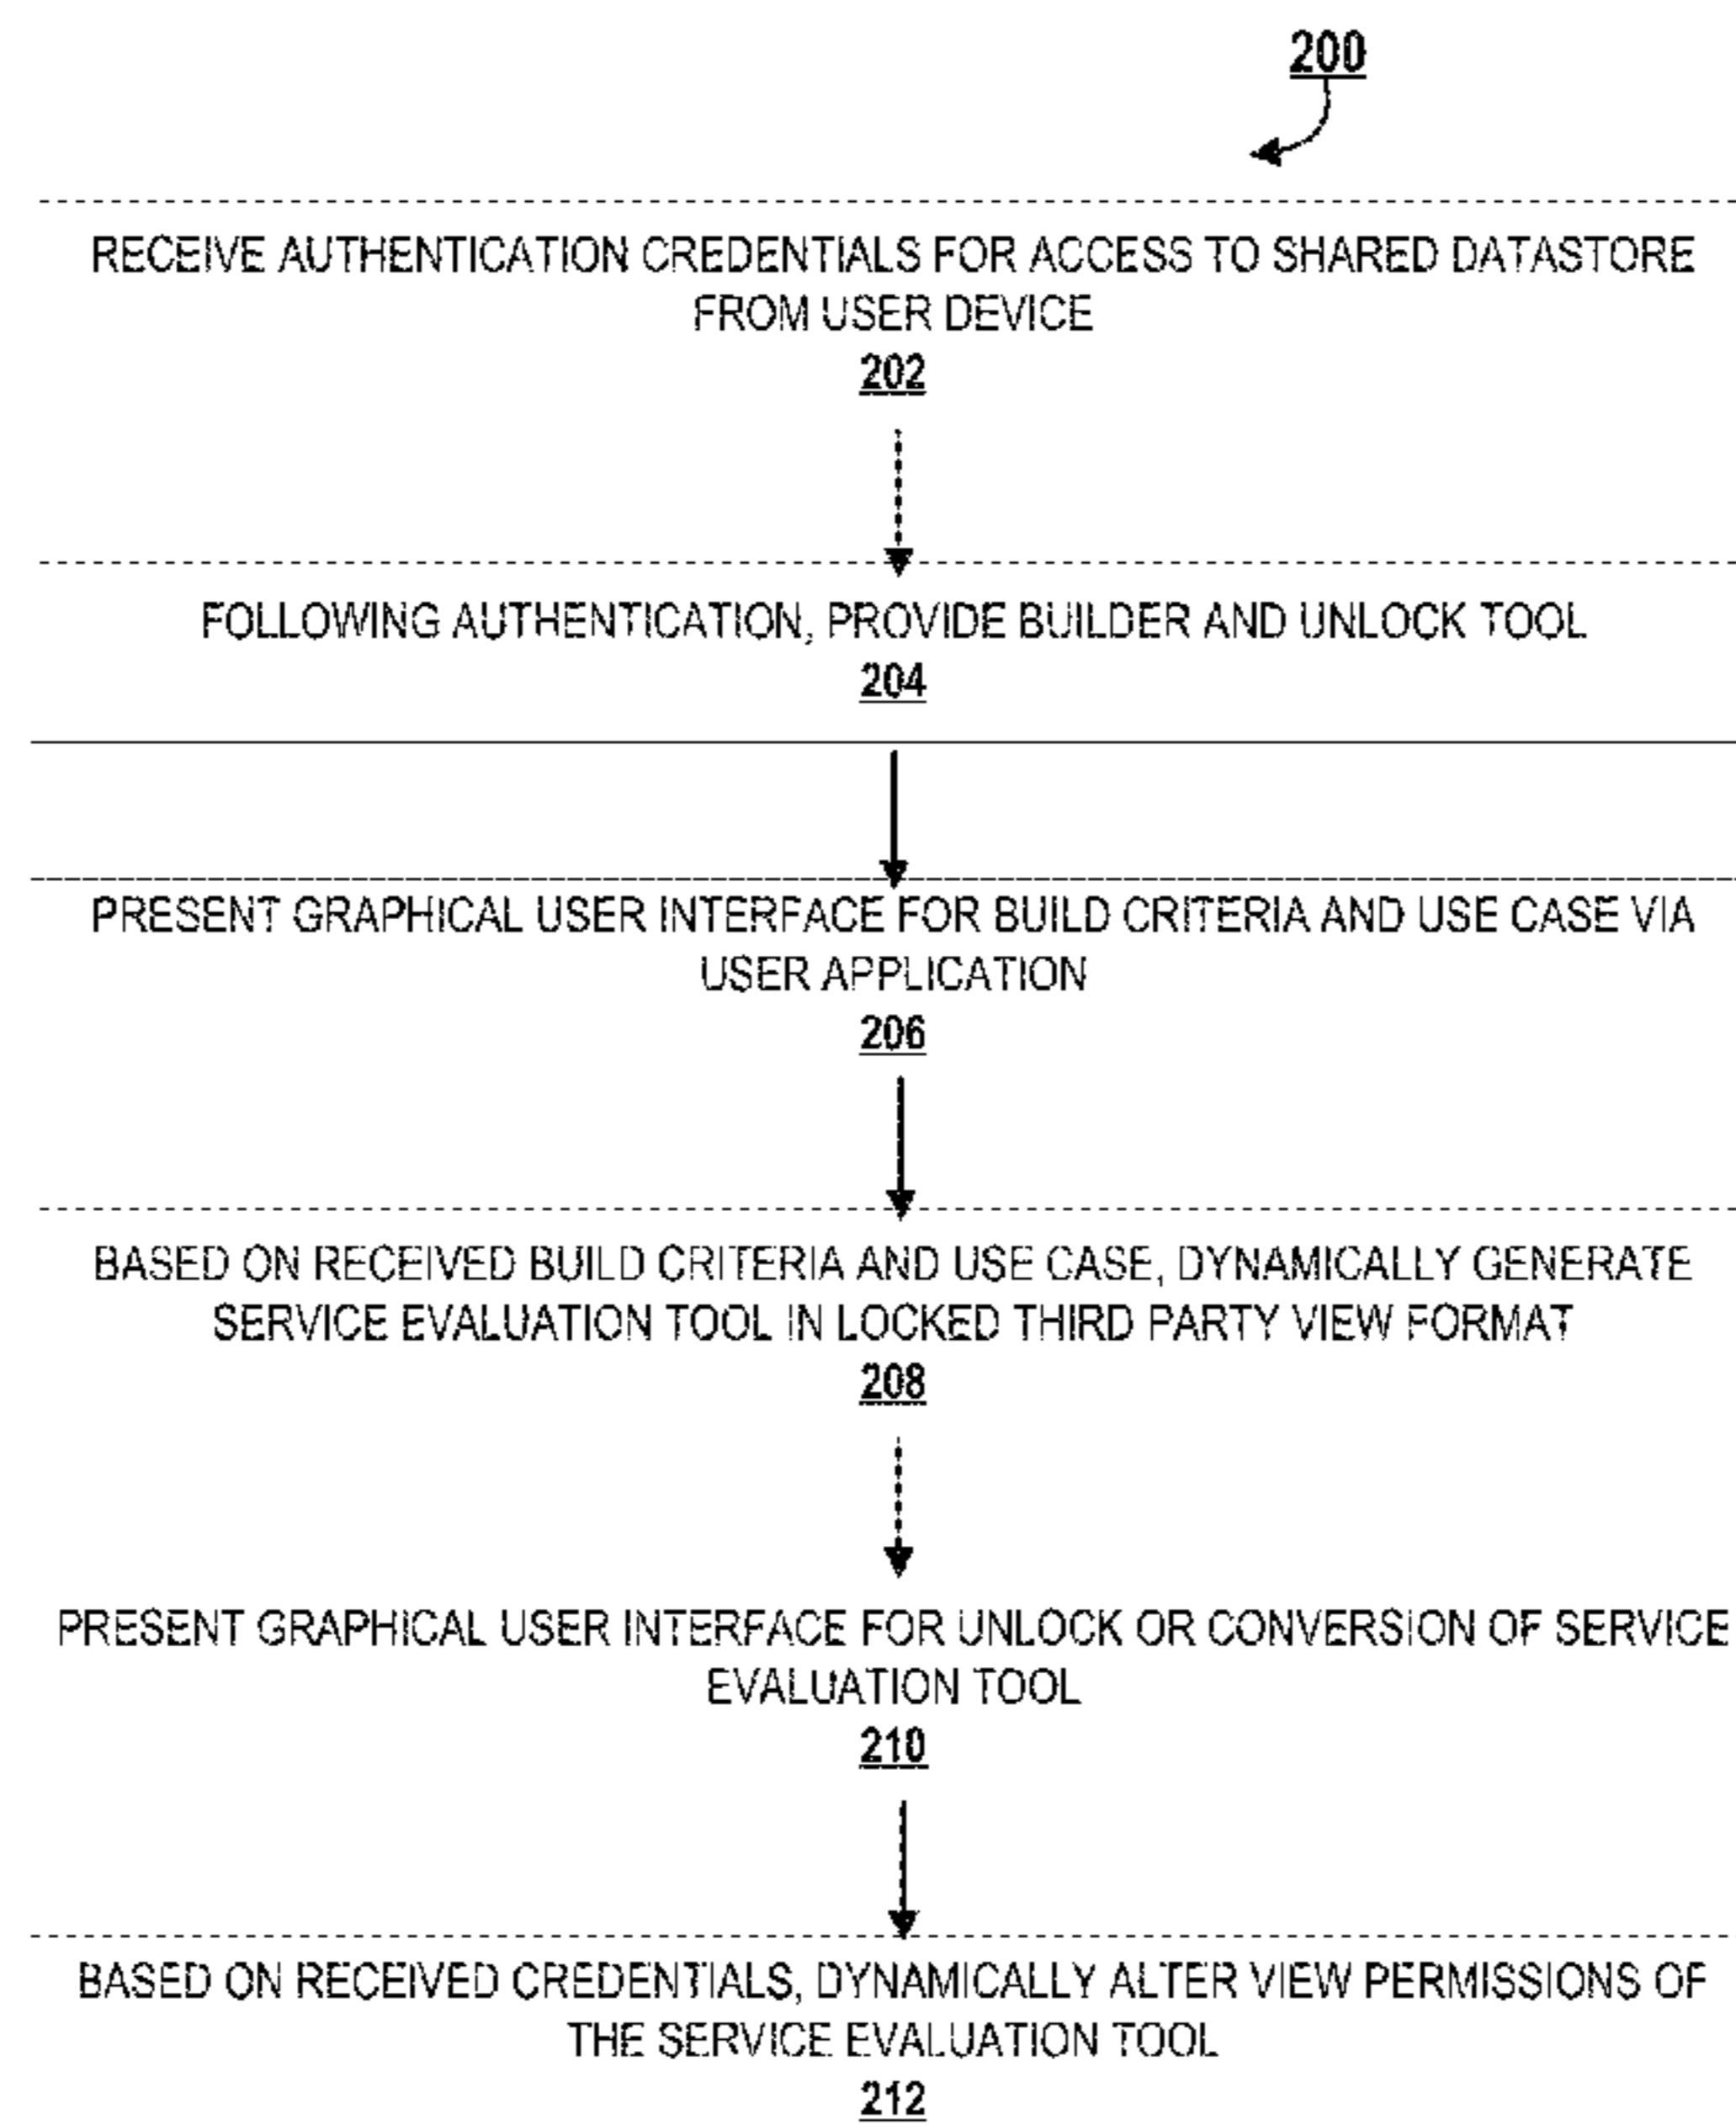 200
RECEIVE AUTHENTICATION CREDENTIALS FOR ACCESS TO SHARED DATASTORE
FROM USER DEVICE
202
FOLLOWING AUTHENTICATION, PROVIDE BUILDER AND UNLOCK TOOL
204
PRESENT GRAPHICAL USER INTERFACE FOR BUILD CRITERIA AND USE CASE VIA
USER APPLICATION
206
BASED ON RECEIVED BUILD CRITERIA AND USE CASE, DYNAMICALLY GENERATE
SERVICE EVALUATION TOOL IN LOCKED THIRD PARTY VIEW FORMAT
208
PRESENT GRAPHICAL USER INTERFACE FOR UNLOCK OR CONVERSION OF SERVICE
EVALUATION TOOL
210
BASED ON RECEIVED CREDENTIALS, DYNAMICALLY ALTER VIEW PERMISSIONS OF
THE SERVICE EVALUATION TOOL
212